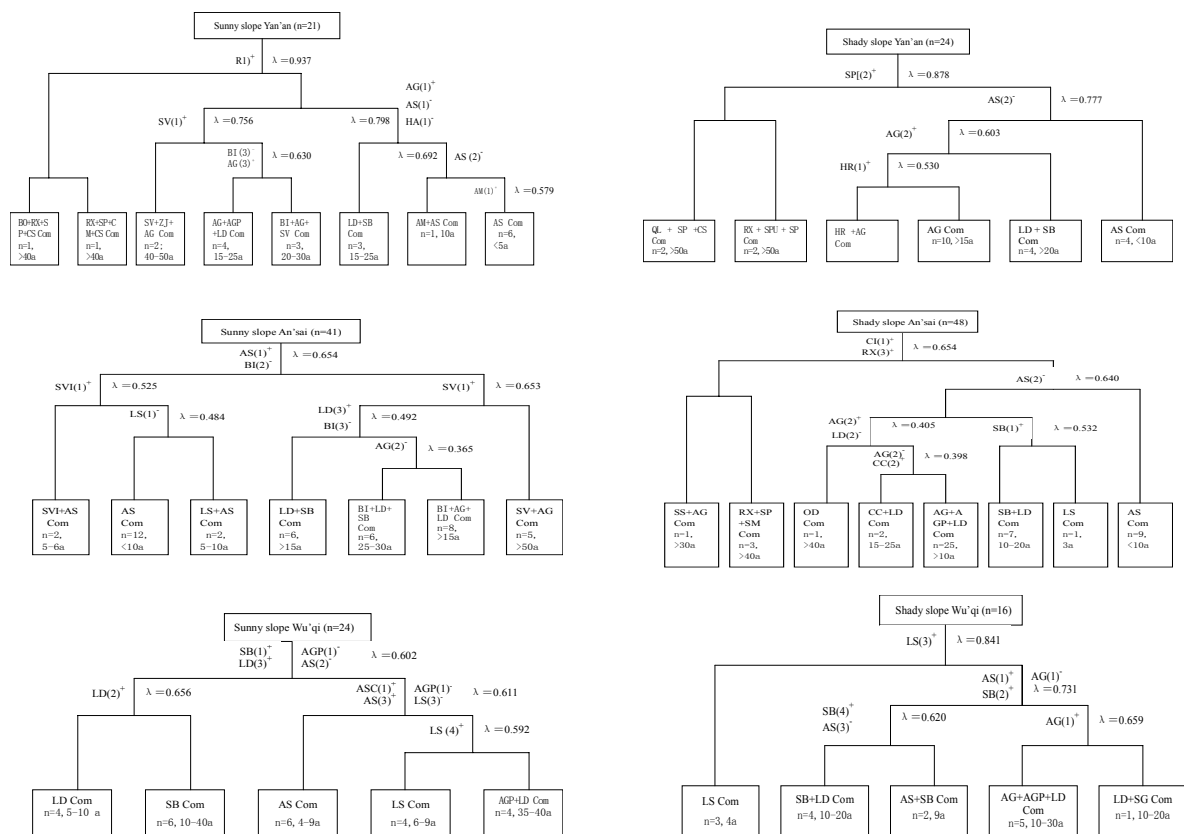 Sunny slope Yan'an (n=21)
R1)⁺ λ=0.937
AG(1)⁺
AS(1)⁻
HA(1)⁻
SV(1)⁺ λ=0.756
λ=0.798
BI(3)⁻
AG(3)⁻
λ=0.630
λ=0.692 AS(2)⁻
AM(1)⁻ λ=0.579
BO+RX+S
P+CS Com
n=1,
>40a
RX+SP+C
M+CS Com
n=1,
>40a
SV+ZJ+
AG Com
n=2;
40-50a
AG+AGP
+LD Com
n=4,
15-25a
BI+AG+
SV Com
n=3,
20-30a
LD+SB
Com
n=3,
15-25a
AM+AS Com
n=1, 10a
AS Com
n=6,
<5a
Shady slope Yan'an (n=24)
SP[(2)⁺ λ=0.878
AS(2)⁻ λ=0.777
AG(2)⁺ λ=0.603
HR(1)⁺ λ=0.530
QL + SP +CS
Com
n=2, >50a
RX + SPU + SP
Com
n=2, >50a
HR +AG
Com
AG Com
n=10, >15a
LD + SB
Com
n=4, >20a
AS Com
n=4, <10a
Sunny slope An'sai (n=41)
AS(1)⁺
BI(2)⁻
λ=0.654
SVI(1)⁺ λ=0.525
SV(1)⁺ λ=0.653
LS(1)⁻ λ=0.484
LD(3)⁺
BI(3)⁻
λ=0.492
AG(2)⁻ λ=0.365
SVI+AS
Com
n=2,
5-6a
AS
Com
n=12,
<10a
LS+AS
Com
n=2,
5-10a
LD+SB
Com
n=6,
>15a
BI+LD+
SB
Com
n=6,
25-30a
BI+AG+
LD Com
n=8,
>15a
SV+AG
Com
n=5,
>50a
Shady slope An'sai (n=48)
CI(1)⁺
RX(3)⁺
λ=0.654
AS(2)⁻ λ=0.640
AG(2)⁺
LD(2)⁻
λ=0.405
SB(1)⁺ λ=0.532
AG(2)⁻
CC(2)⁻
λ=0.398
SS+AG
Com
n=1,
>30a
RX+SP
+SM
Com
n=3,
>40a
OD
Com
n=1,
>40a
CC+LD
Com
n=2,
15-25a
AG+A
GP+LD
Com
n=25,
>10a
SB+LD
Com
n=7,
10-20a
LS
Com
n=1,
3a
AS
Com
n=9,
<10a
Sunny slope Wu'qi (n=24)
SB(1)⁺
LD(3)⁺
AGP(1)⁻
AS(2)⁻
λ=0.602
LD(2)⁺ λ=0.656
ASC(1)⁺
AS(3)⁺
AGP(1)⁻
LS(3)⁻
λ=0.611
LS (4)⁺ λ=0.592
LD Com
n=4, 5-10 a
SB Com
n=6, 10-40a
AS Com
n=6, 4-9a
LS Com
n=4, 6-9a
AGP+LD Com
n=4, 35-40a
Shady slope Wu'qi (n=16)
LS(3)⁺ λ=0.841
AS(1)⁺
SB(2)⁺
AG(1)⁻
λ=0.731
SB(4)⁺
AS(3)⁻
λ=0.620
AG(1)⁺ λ=0.659
LS Com
n=3, 4a
SB+LD Com
n=4, 10-20a
AS+SB Com
n=2, 9a
AG+AGP+LD
Com
n=5, 10-30a
LD+SG Com
n=1, 10-20a